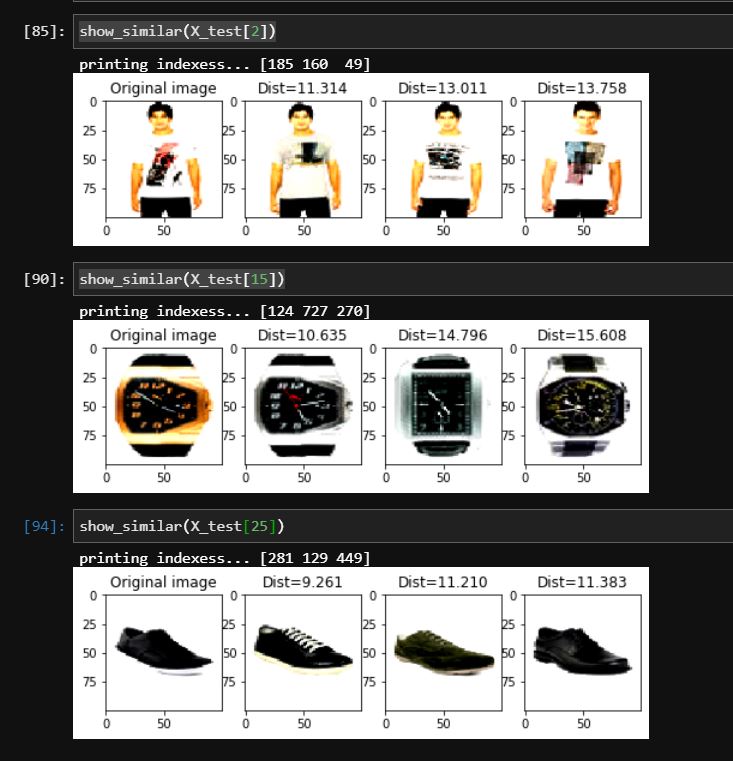 [85]: show_similar(X_test[2])
printing indexess... [185 160  49]
Original image Dist=11.314 Dist=13.011 Dist=13.758
0 0 0 0
25 25 25 25
50 50 50 50
75 75 75 75
0 50 0 50 0 50 0 50
[90]: show_similar(X_test[15])
printing indexess... [124 727 270]
Original image Dist=10.635 Dist=14.796 Dist=15.608
0 0 0 0
25 25 25 25
50 50 50 50
75 75 75 75
0 50 0 50 0 50 0 50
[94]: show_similar(X_test[25])
printing indexess... [281 129 449]
Original image Dist=9.261 Dist=11.210 Dist=11.383
0 0 0 0
25 25 25 25
50 50 50 50
75 75 75 75
0 50 0 50 0 50 0 50